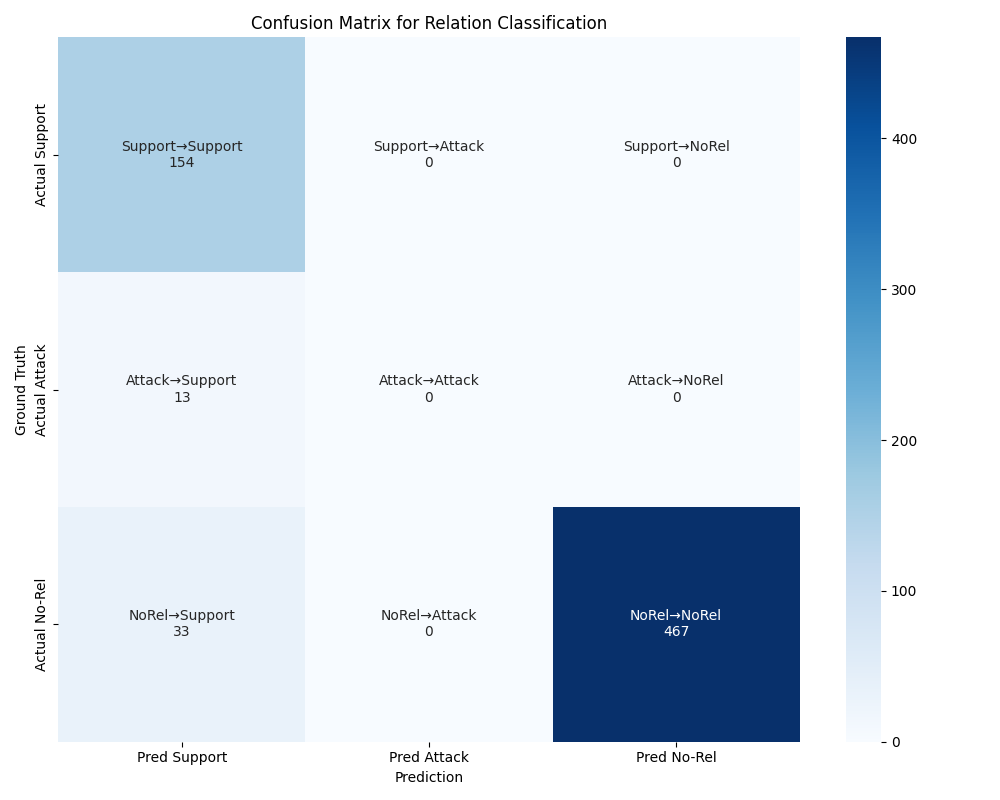 Confusion Matrix for Relation Classification
Ground Truth
Actual Support
Support→Support
154
Support→Attack
0
Support→NoRel
0
Actual Attack
Attack→Support
13
Attack→Attack
0
Attack→NoRel
0
Actual No-Rel
NoRel→Support
33
NoRel→Attack
0
NoRel→NoRel
467
Pred Support
Pred Attack
Pred No-Rel
Prediction
400
300
200
100
0